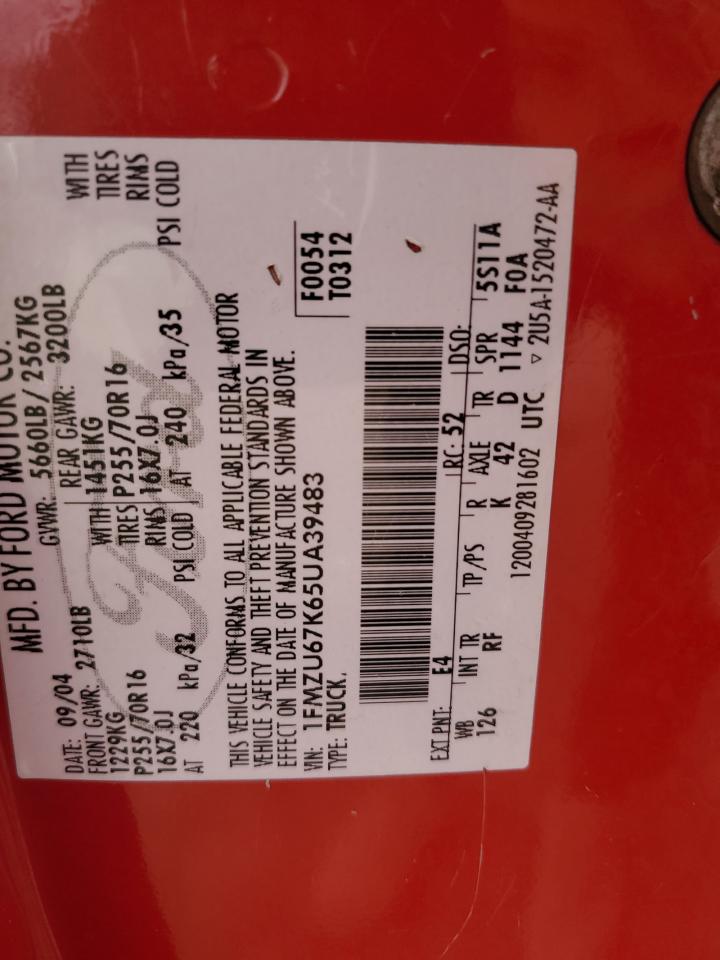 MFD. BY FORD MOTOR CO.
DATE: 09/04 GVWR: 5660LB/2567KG
FRONT GAWR: 2710LB REAR GAWR: 3200LB
1229KG WITH 1451KG WITH
P255/70R16 TIRES P255/70R16 TIRES
16X7.0J RIMS 16X7.0J RIMS
AT 220 kPa/32 PSI COLD AT 240 kPa/35 PSI COLD
THIS VEHICLE CONFORMS TO ALL APPLICABLE FEDERAL MOTOR
VEHICLE SAFETY AND THEFT PREVENTION STANDARDS IN
EFFECT ON THE DATE OF MANUFACTURE SHOWN ABOVE.
VIN: 1FMZU67K65UA39483 F0054
TYPE: TRUCK. T0312
EXT PNT: E4 RC: 52 DSO:
WB INT TR TP/PS R AXLE TR SPR 5S11A
126 RF K 42 D 1144 F0A
1200409281602 UTC ▿ 2U5A-1520472-AA